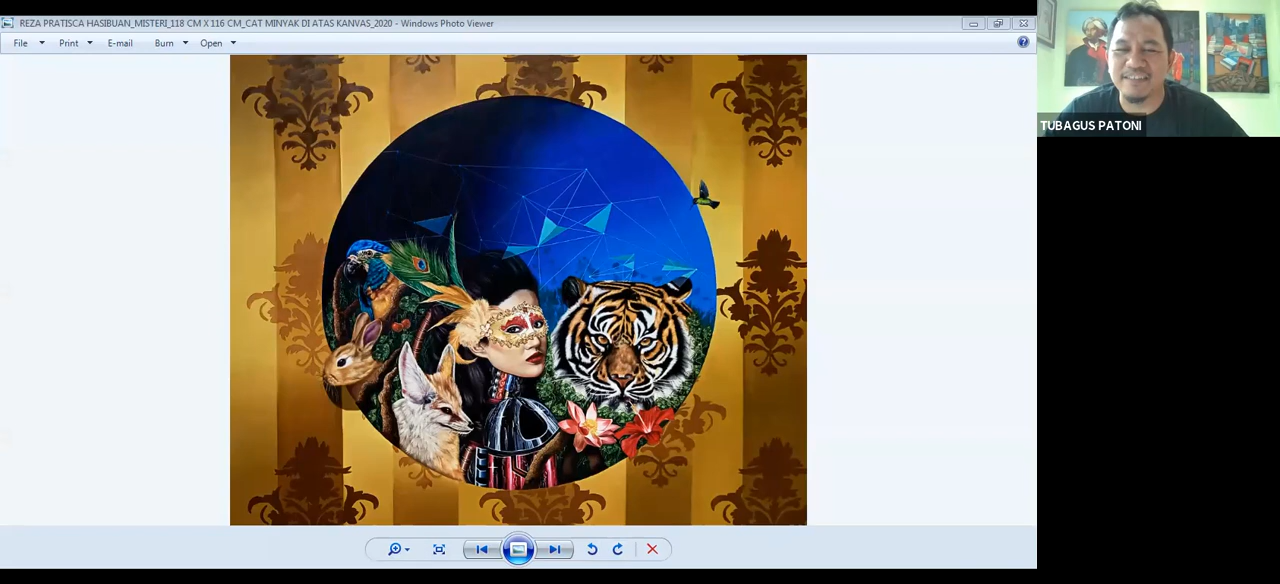 REZA PRATISCA HASIBUAN_MISTERI_118 CM X 116 CM_CAT MINYAK DI ATAS KANVAS_2020 - Windows Photo Viewer
File Print E-mail Burn Open
TUBAGUS PATONI